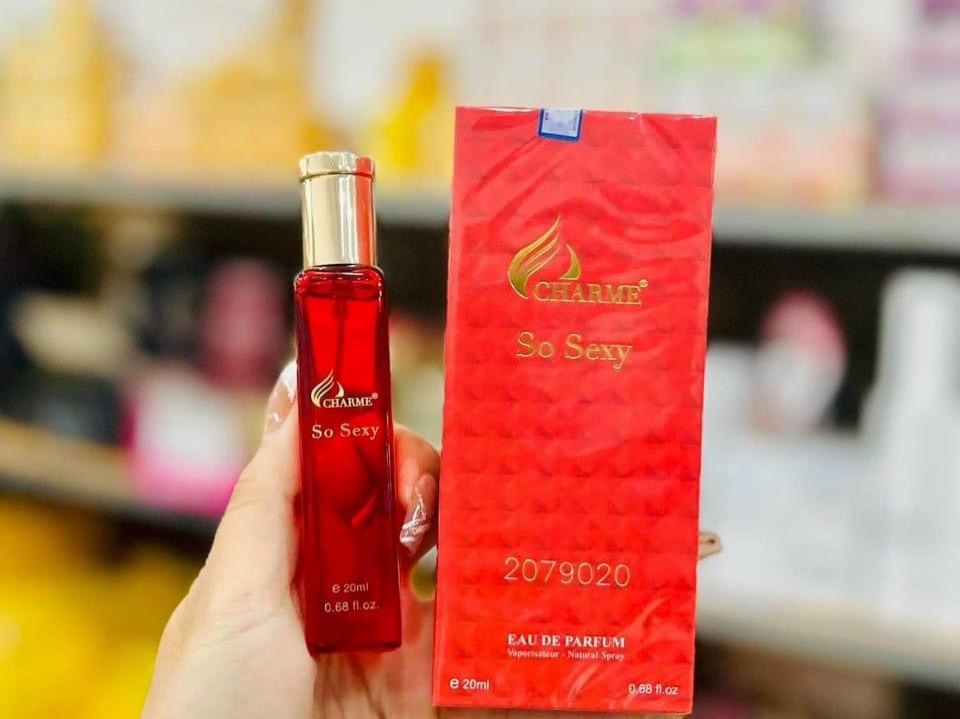 CHARME®
So Sexy
e 20ml
0.68 fl.oz.
CHARME®
So Sexy
2079020
EAU DE PARFUM
Vaporisateur - Natural Spray
e 20ml
0.68 fl.oz